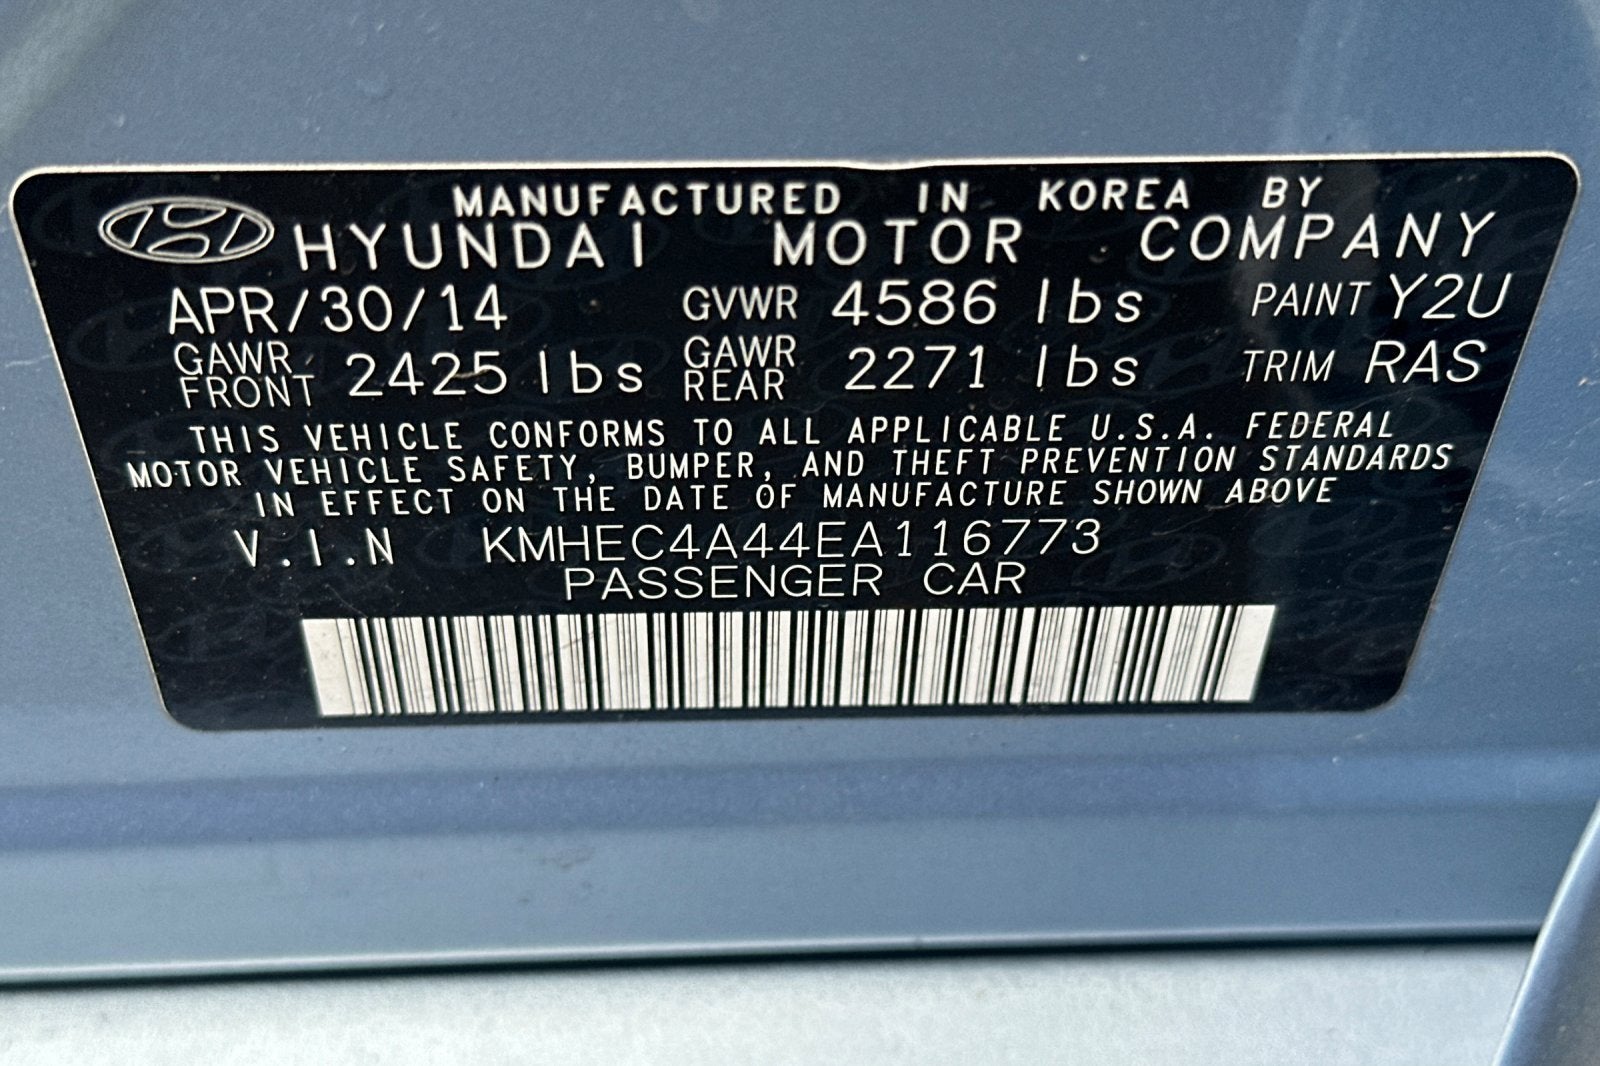 MANUFACTURED IN KOREA BY
HYUNDAI MOTOR COMPANY
APR/30/14 GVWR 4586 lbs PAINT Y2U
GAWR FRONT 2425 lbs GAWR REAR 2271 lbs TRIM RAS
THIS VEHICLE CONFORMS TO ALL APPLICABLE U.S.A. FEDERAL
MOTOR VEHICLE SAFETY, BUMPER, AND THEFT PREVENTION STANDARDS
IN EFFECT ON THE DATE OF MANUFACTURE SHOWN ABOVE
V.I.N KMHEC4A44EA116773
PASSENGER CAR